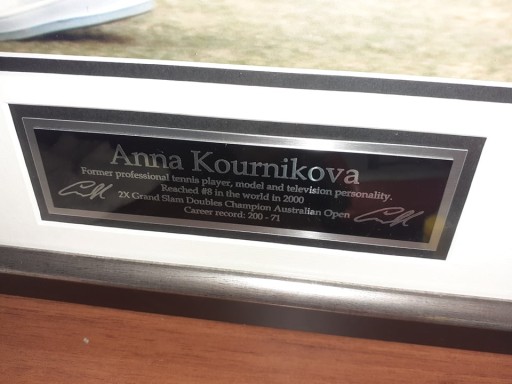 Anna Kournikova
Former professional tennis player, model and television personality.
Reached #8 in the world in 2000
2X Grand Slam Doubles Champion Australian Open
Career record: 200 - 71